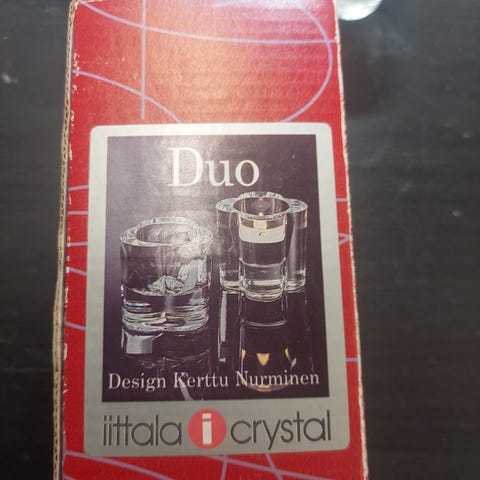 Duo
Design Kerttu Nurminen
iittala i crystal